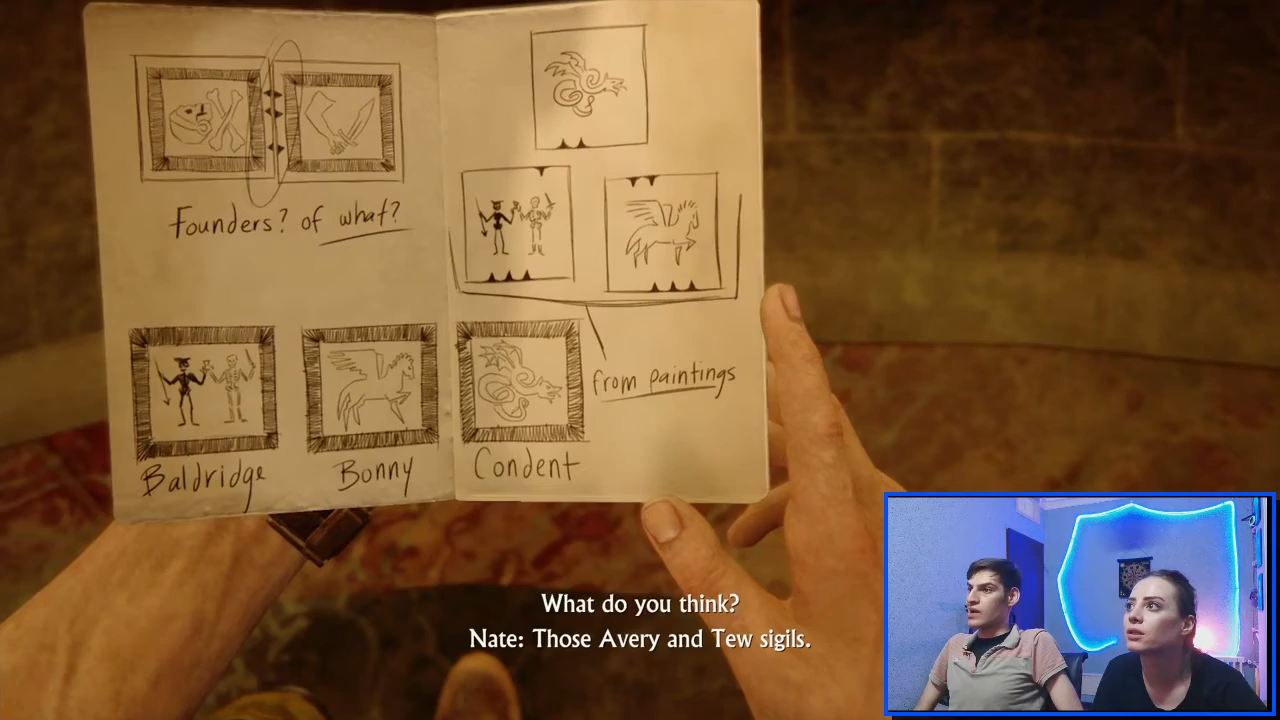 Founders? of what?
Baldridge
Bonny
Condent
from paintings
What do you think?
Nate: Those Avery and Tew sigils.